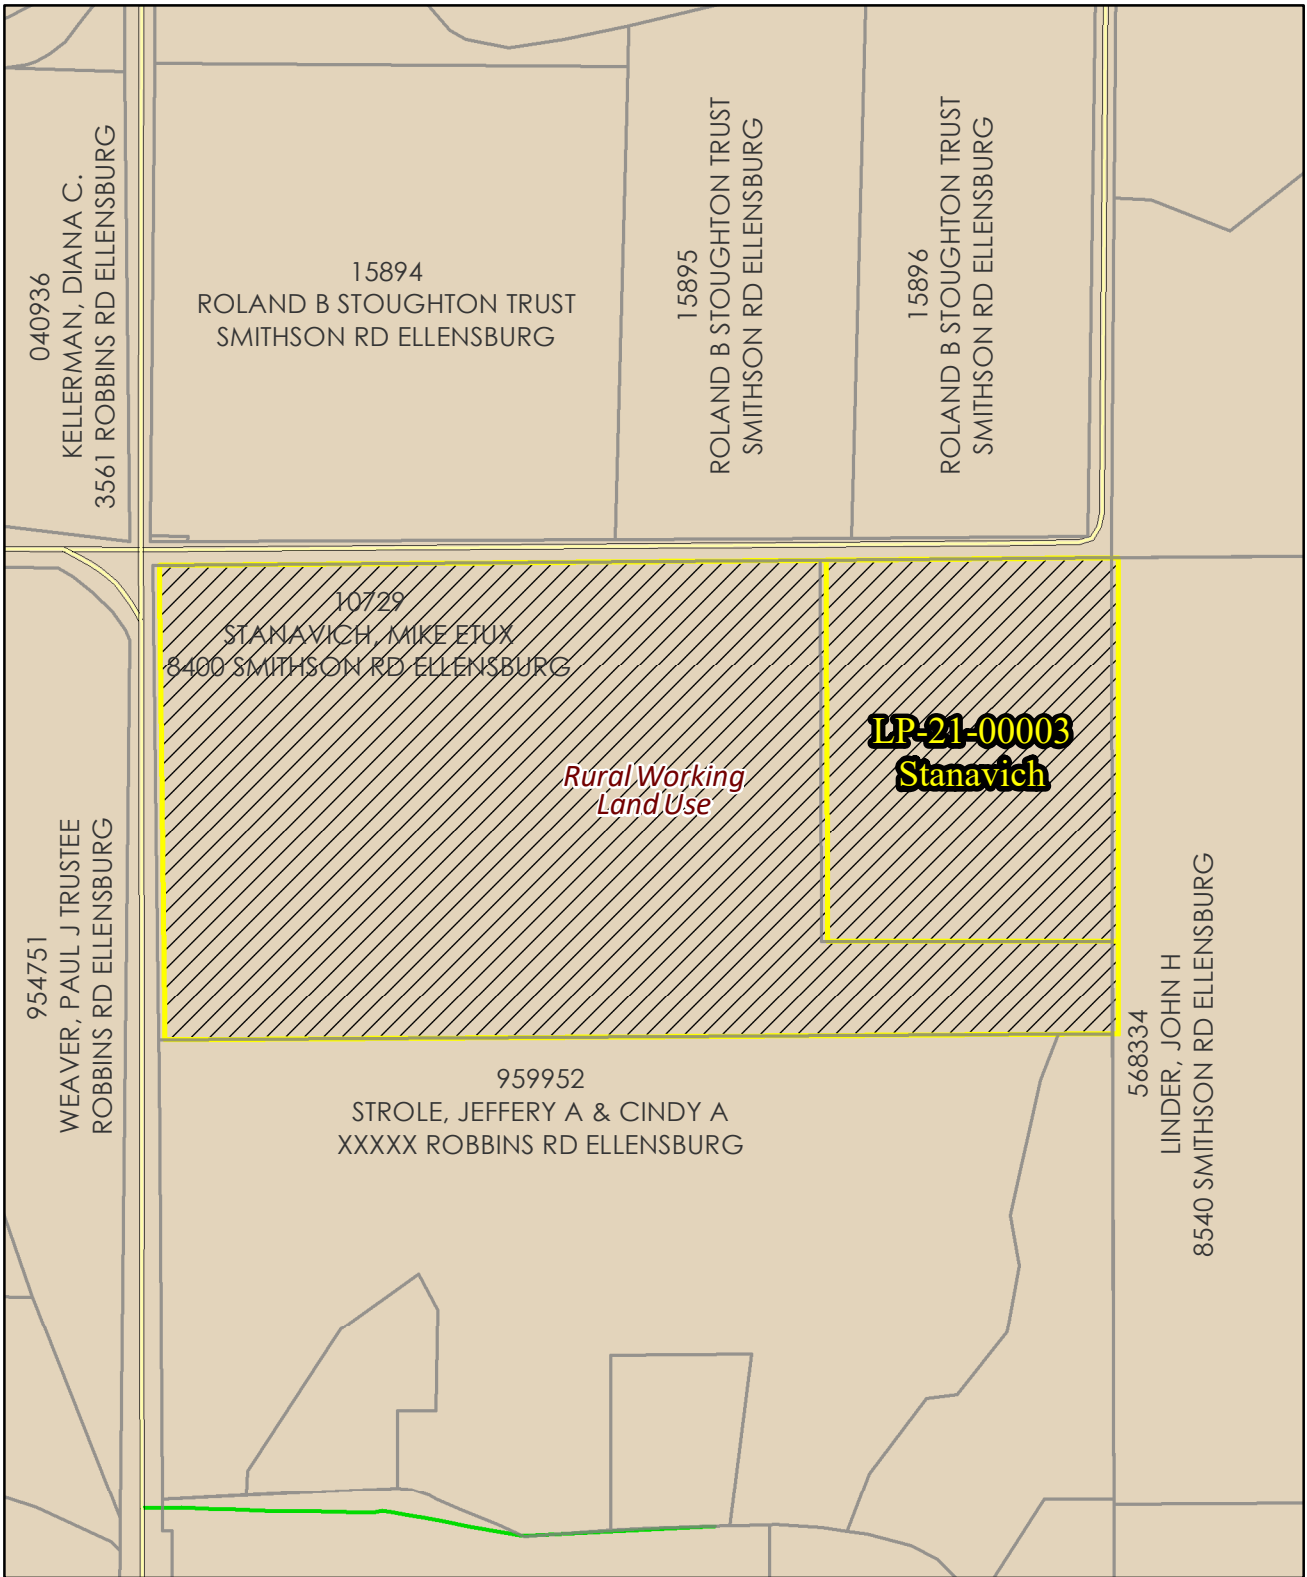 040936
KELLERMAN, DIANA C.
3561 ROBBINS RD ELLENSBURG
15894
ROLAND B STOUGHTON TRUST
SMITHSON RD ELLENSBURG
15895
ROLAND B STOUGHTON TRUST
SMITHSON RD ELLENSBURG
15896
ROLAND B STOUGHTON TRUST
SMITHSON RD ELLENSBURG
10729
STANAVICH, MIKE ETUX
8400 SMITHSON RD ELLENSBURG
LP-21-00003
Stanavich
Rural Working
Land Use
954751
WEAVER, PAUL J TRUSTEE
ROBBINS RD ELLENSBURG
568334
LINDER, JOHN H
8540 SMITHSON RD ELLENSBURG
959952
STROLE, JEFFERY A & CINDY A
XXXXX ROBBINS RD ELLENSBURG